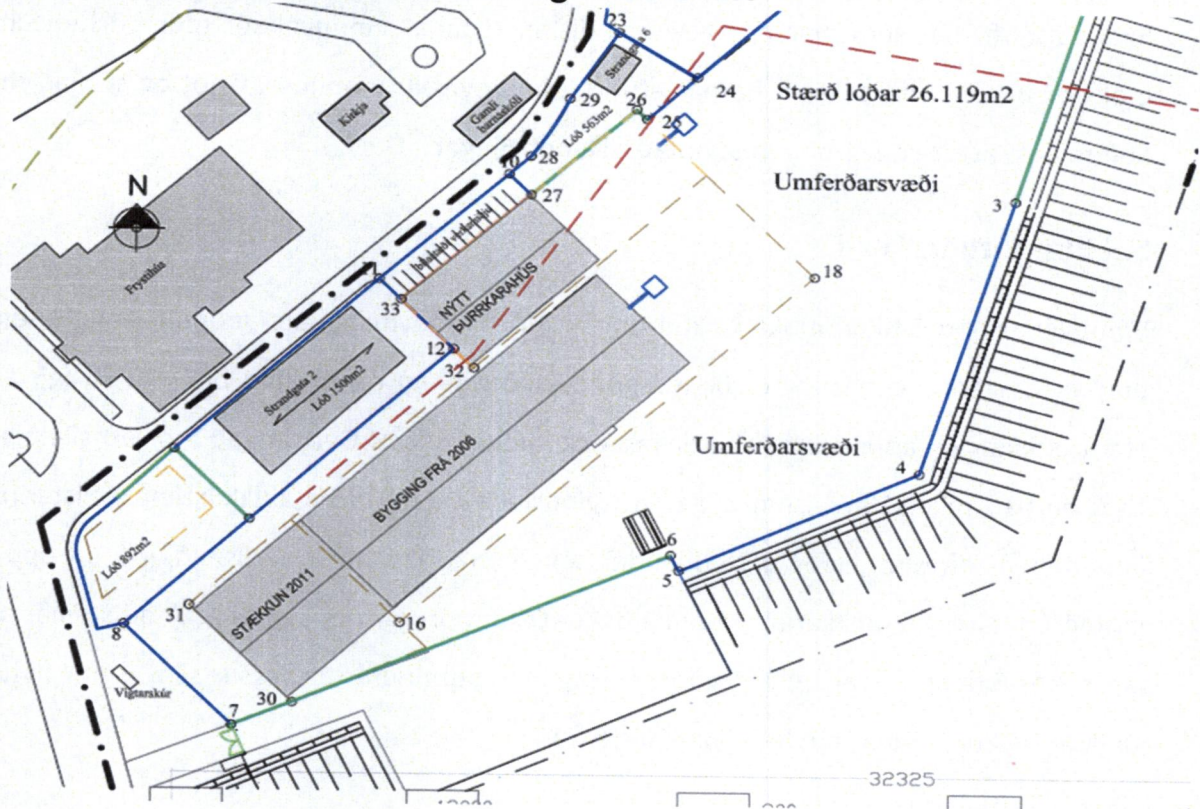 23
Strandgata 6
24
Stærð lóðar 26.119m2
29
26
25
Kirkja
Gamli
barnaskóli
Lóð 563m2
28
10
27
Umferðarsvæði
3
N
Frystihús
18
NÝTT
ÞURRKARAHÚS
33
12
32
Strandgata 2
Lóð 1500m2
Umferðarsvæði
4
BYGGING FRÁ 2006
6
5
Lóð 892m2
31
STÆKKUN 2011
16
8
Vigtarskúr
30
7
32325